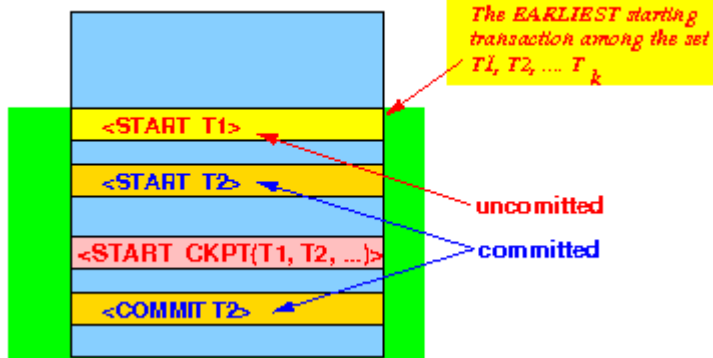 The EARLIEST starting
transaction among the set
T1, T2, .... T
k
<START T1>
<START T2>
uncomitted
<START CKPT(T1, T2, ...)>
committed
<COMMIT T2>